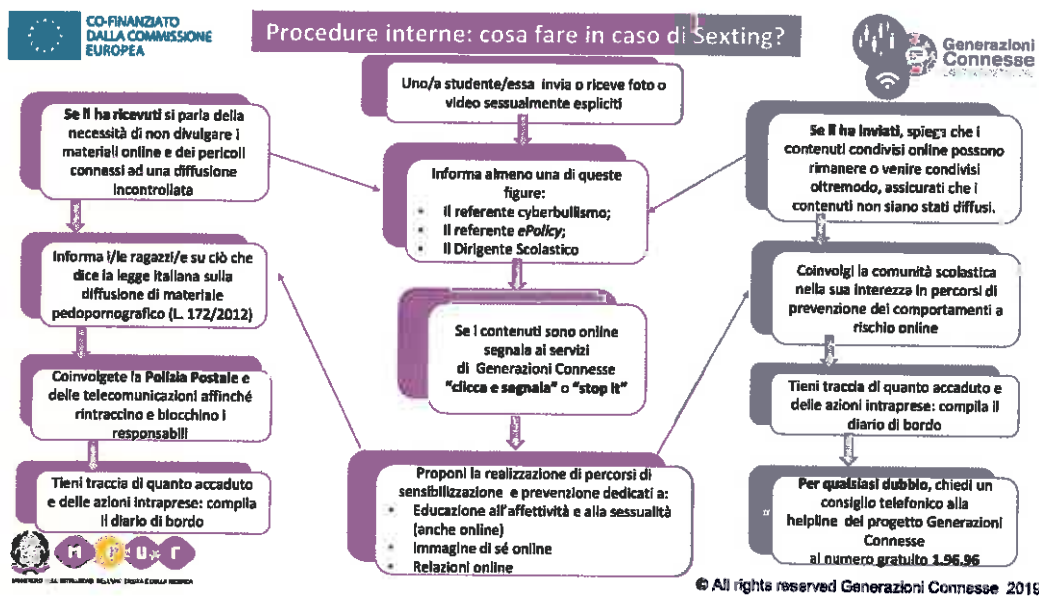 CO-FINANZIATO
DALLA COMMISSIONE
EUROPEA
Procedure interne: cosa fare in caso di Sexting?
Generazioni
Connesse
Uno/a studente/essa invia o riceve foto o
video sessualmente espliciti
Se li ha ricevuti si parla della
necessità di non divulgare i
materiali online e dei pericoli
connessi ad una diffusione
incontrollata
Informa i/le ragazzi/e su ciò che
dice la legge italiana sulla
diffusione di materiale
pedopornografico (L. 172/2012)
Coinvolgete la Polizia Postale e
delle telecomunicazioni affinché
rintraccino e blocchino i
responsabili
Tieni traccia di quanto accaduto
e delle azioni intraprese: compila
il diario di bordo
Informa almeno una di queste
figure:
• Il referente cyberbullismo;
• Il referente ePolicy;
• Il Dirigente Scolastico
Se i contenuti sono online
segnala ai servizi
di Generazioni Connesse
"clicca e segnala" o "stop it"
Proponi la realizzazione di percorsi di
sensibilizzazione e prevenzione dedicati a:
• Educazione all'affettività e alla sessualità
(anche online)
• Immagine di sé online
• Relazioni online
Se li ha inviati, spiega che i
contenuti condivisi online possono
rimanere o venire condivisi
oltremodo, assicurati che i
contenuti non siano stati diffusi.
Coinvolgi la comunità scolastica
nella sua interezza in percorsi di
prevenzione dei comportamenti a
rischio online
Tieni traccia di quanto accaduto e
delle azioni intraprese: compila il
diario di bordo
Per qualsiasi dubbio, chiedi un
consiglio telefonico alla
helpline del progetto Generazioni
Connesse
al numero gratuito 1.96.96
M I U R
© All rights reserved Generazioni Connesse 2019